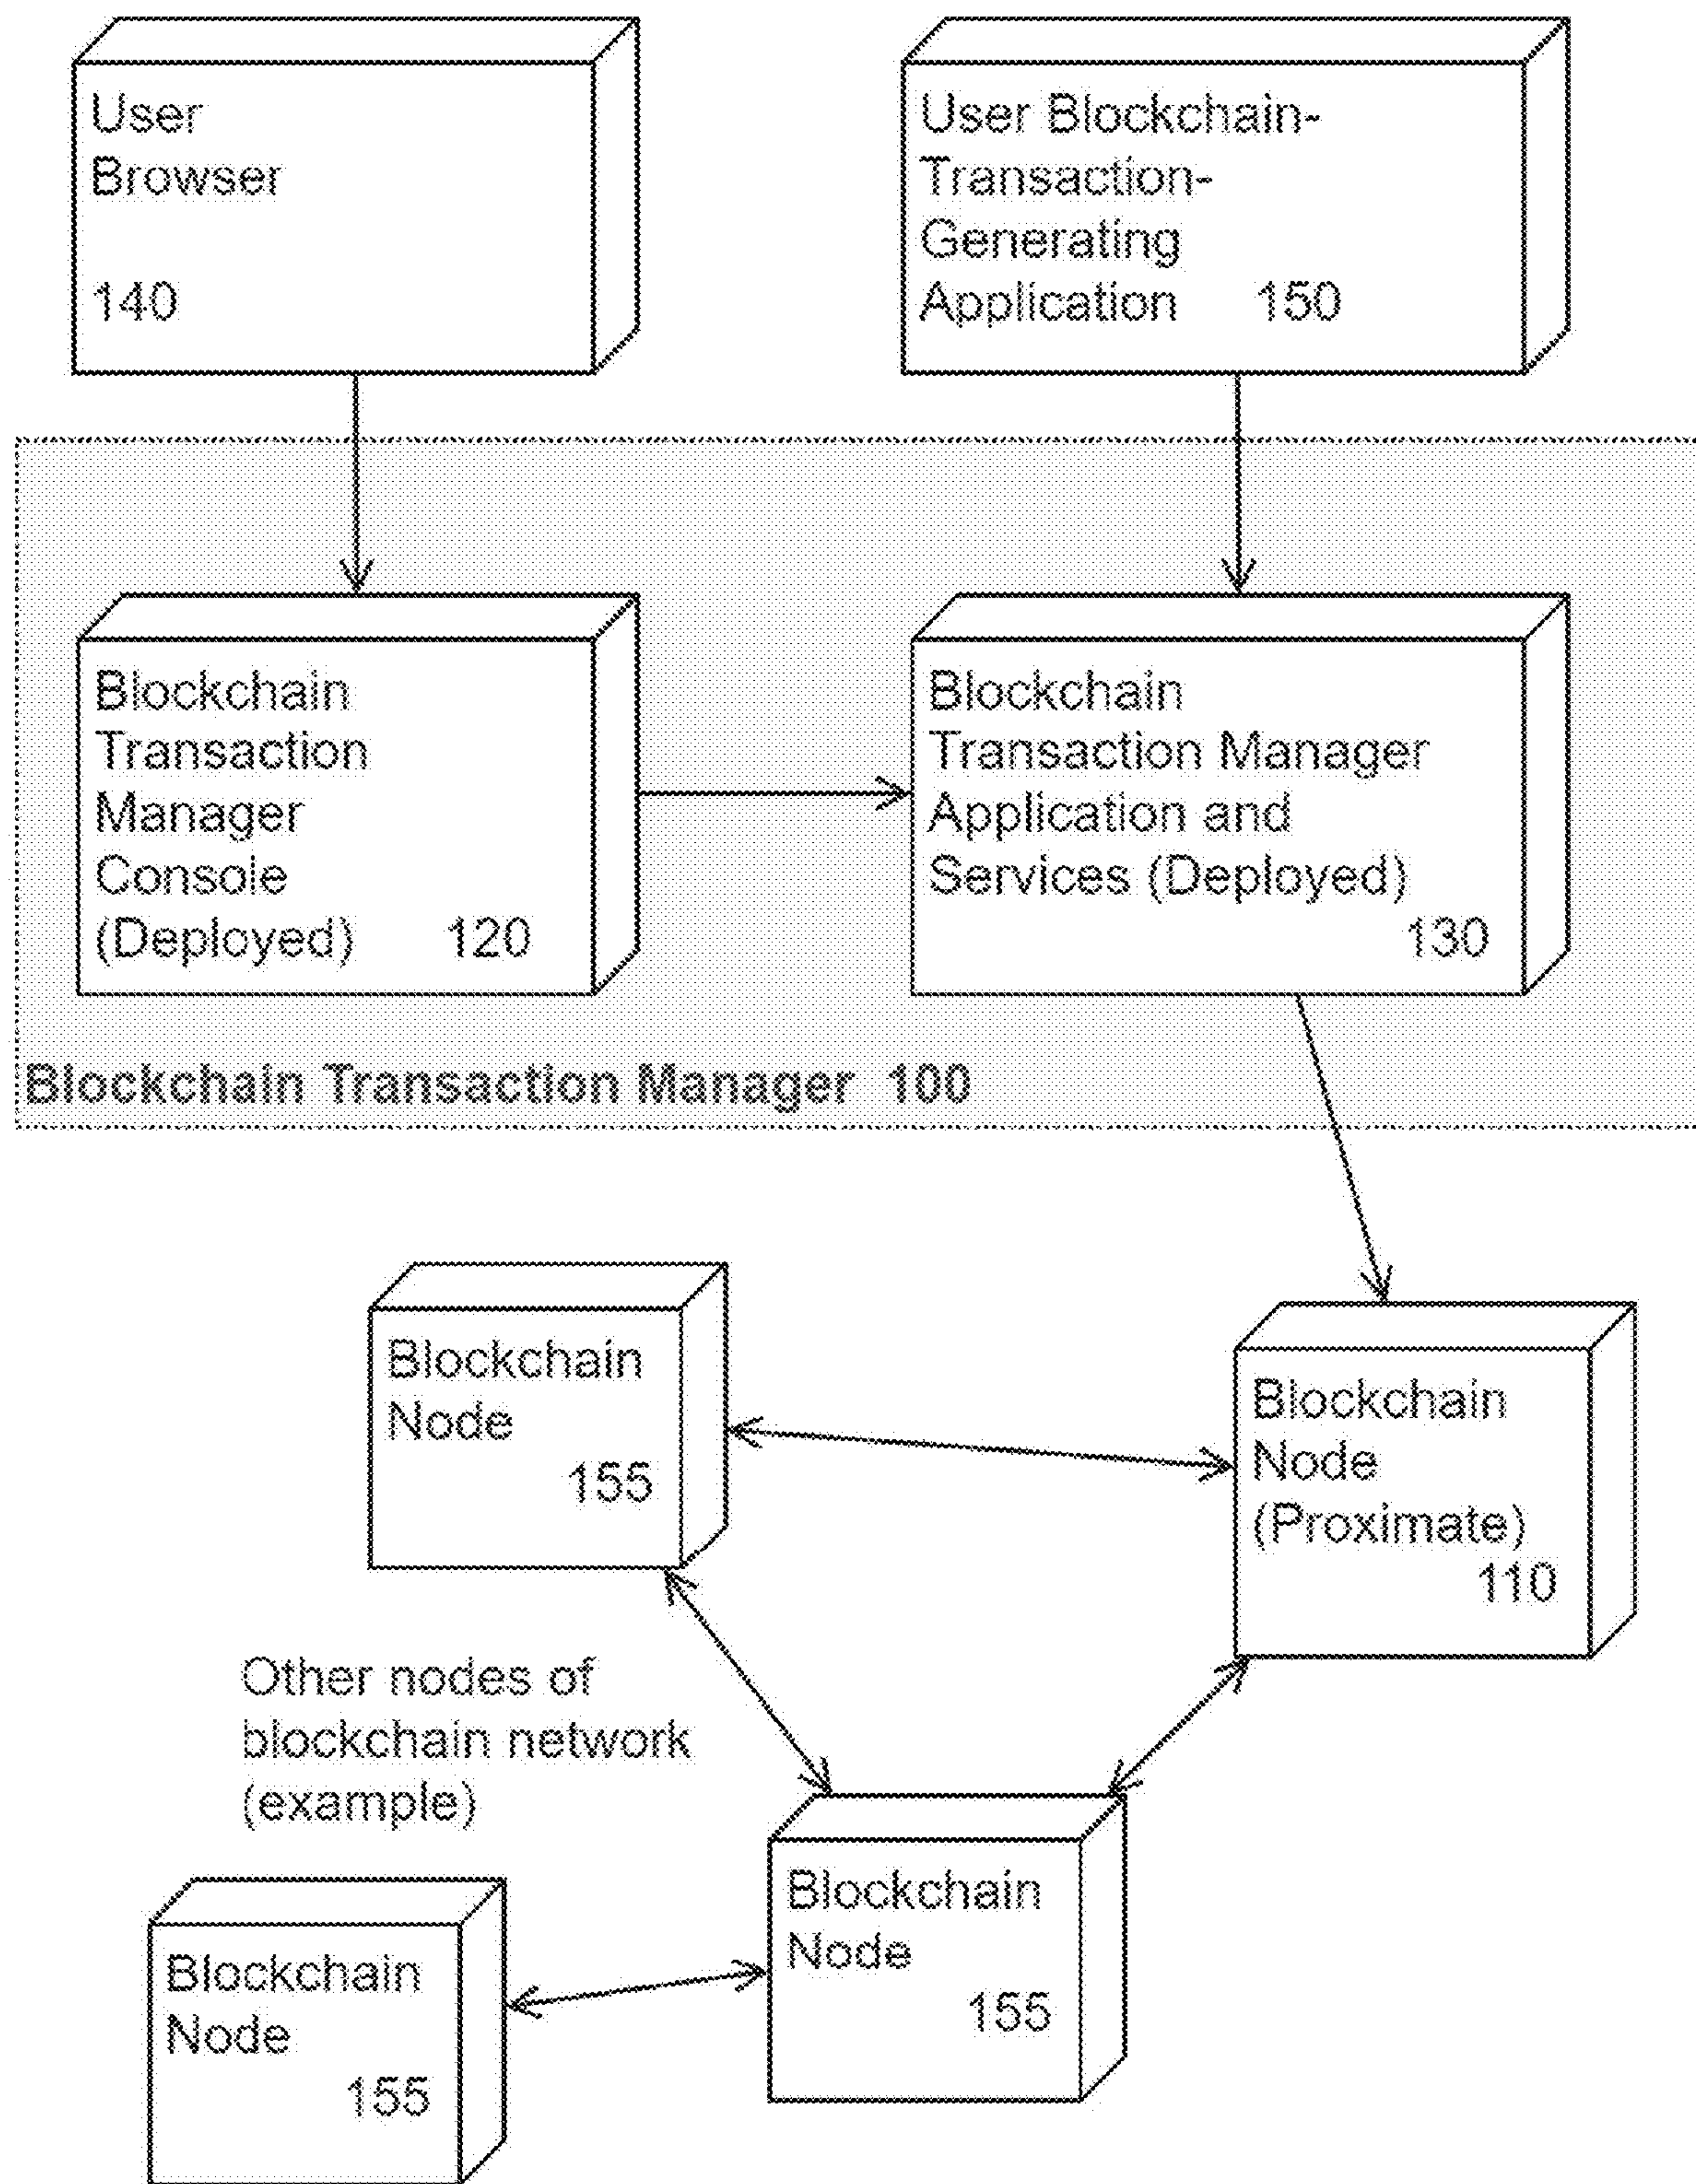 User
Browser
140
User Blockchain-
Transaction-
Generating
Application 150
Blockchain
Transaction
Manager
Console
(Deployed) 120
Blockchain
Transaction Manager
Application and
Services (Deployed)
130
Blockchain Transaction Manager 100
Blockchain
Node
155
Blockchain
Node
(Proximate)
110
Other nodes of
blockchain network
(example)
Blockchain
Node
155
Blockchain
Node
155